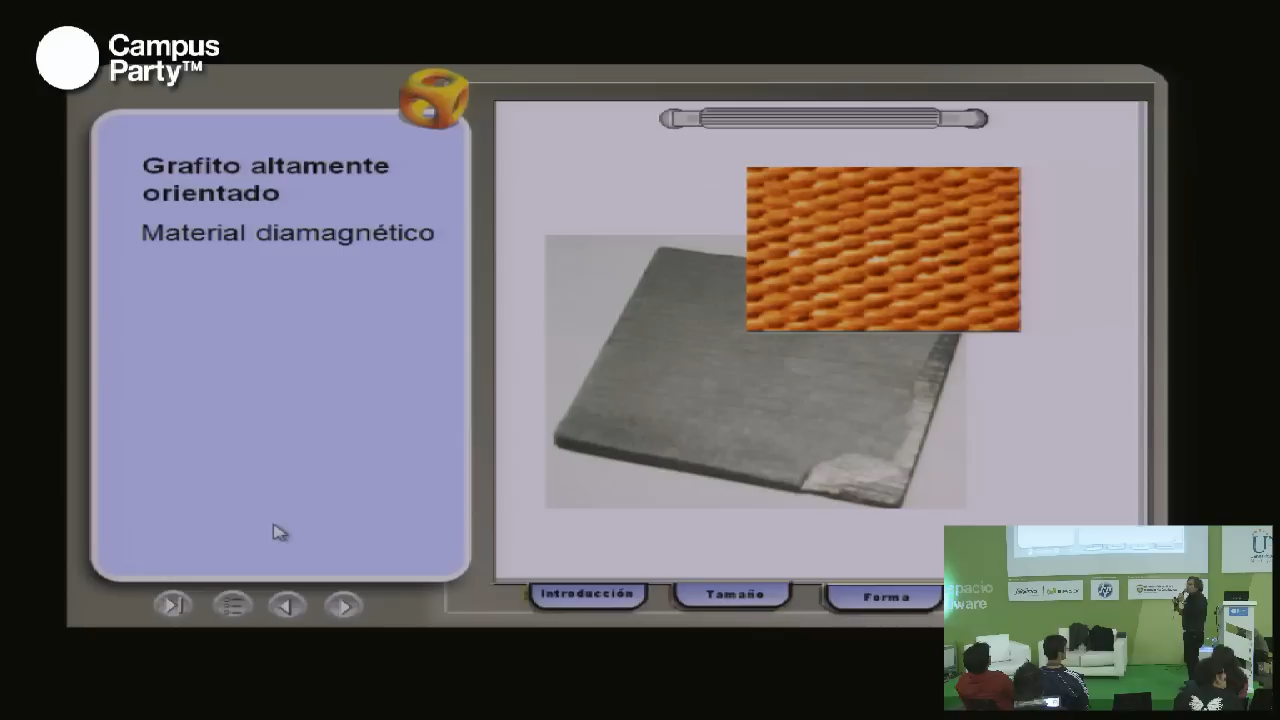 Campus
Party™
Grafito altamente
orientado
Material diamagnético
Introducción
Tamaño
Forma